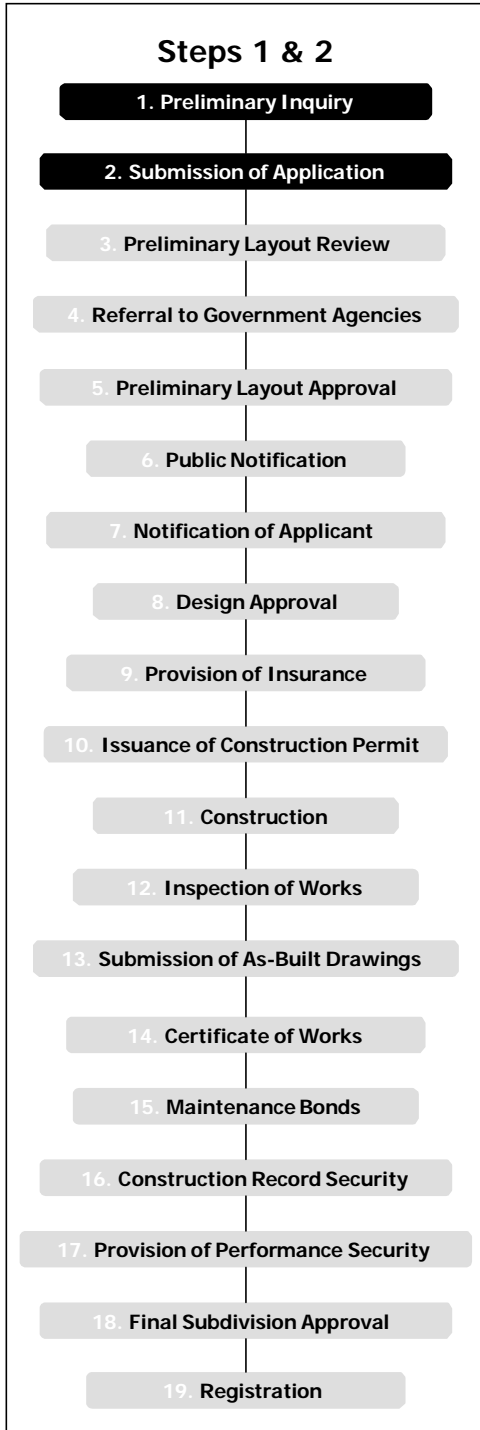 Steps 1 & 2
1. Preliminary Inquiry
2. Submission of Application
3. Preliminary Layout Review
4. Referral to Government Agencies
5. Preliminary Layout Approval
6. Public Notification
7. Notification of Applicant
8. Design Approval
9. Provision of Insurance
10. Issuance of Construction Permit
11. Construction
12. Inspection of Works
13. Submission of As-Built Drawings
14. Certificate of Works
15. Maintenance Bonds
16. Construction Record Security
17. Provision of Performance Security
18. Final Subdivision Approval
19. Registration